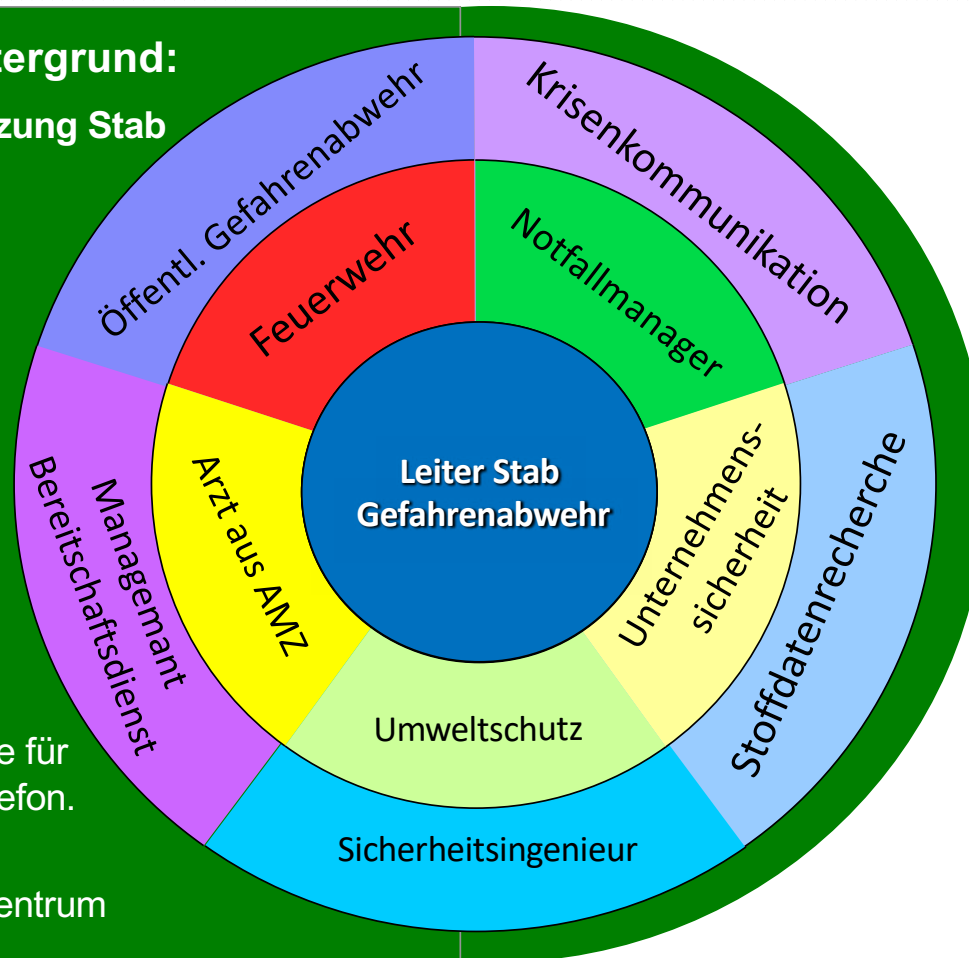 tergrund:
zung Stab
Öffentl. Gefahrenabwehr
Krisenkommunikation
Feuerwehr
Notfallmanager
Leiter Stab
Gefahrenabwehr
Arzt aus AMZ
Unternehmens-
sicherheit
Managemant
Bereitschaftsdienst
Stoffdatenrecherche
Umweltschutz
Sicherheitsingenieur
e für
efon.
entrum